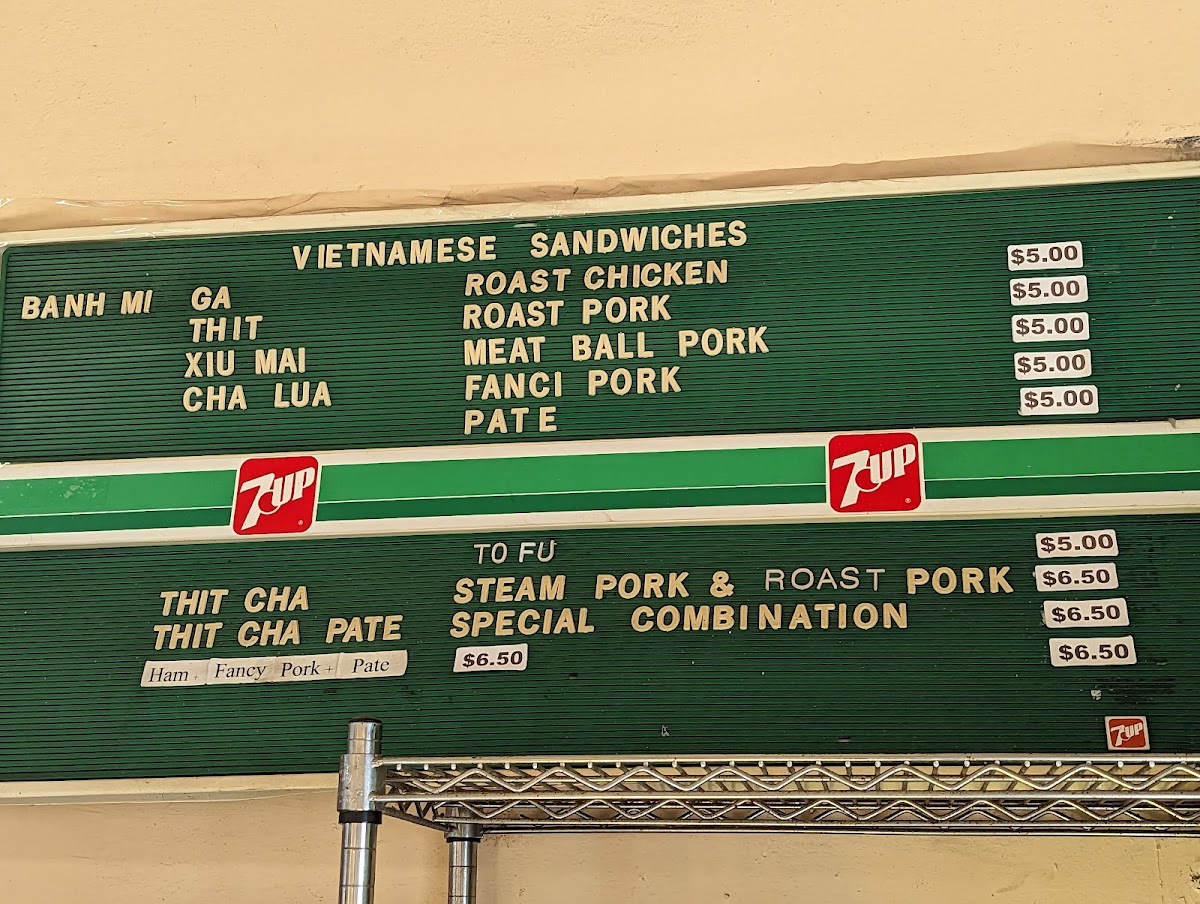 VIETNAMESE SANDWICHES
BANH MI GA ROAST CHICKEN $5.00
THIT ROAST PORK $5.00
XIU MAI MEAT BALL PORK $5.00
CHA LUA FANCI PORK $5.00
PATE $5.00
7UP 7UP
TO FU $5.00
THIT CHA STEAM PORK & ROAST PORK $6.50
THIT CHA PATE SPECIAL COMBINATION $6.50
Ham + Fancy Pork + Pate $6.50 $6.50
7UP